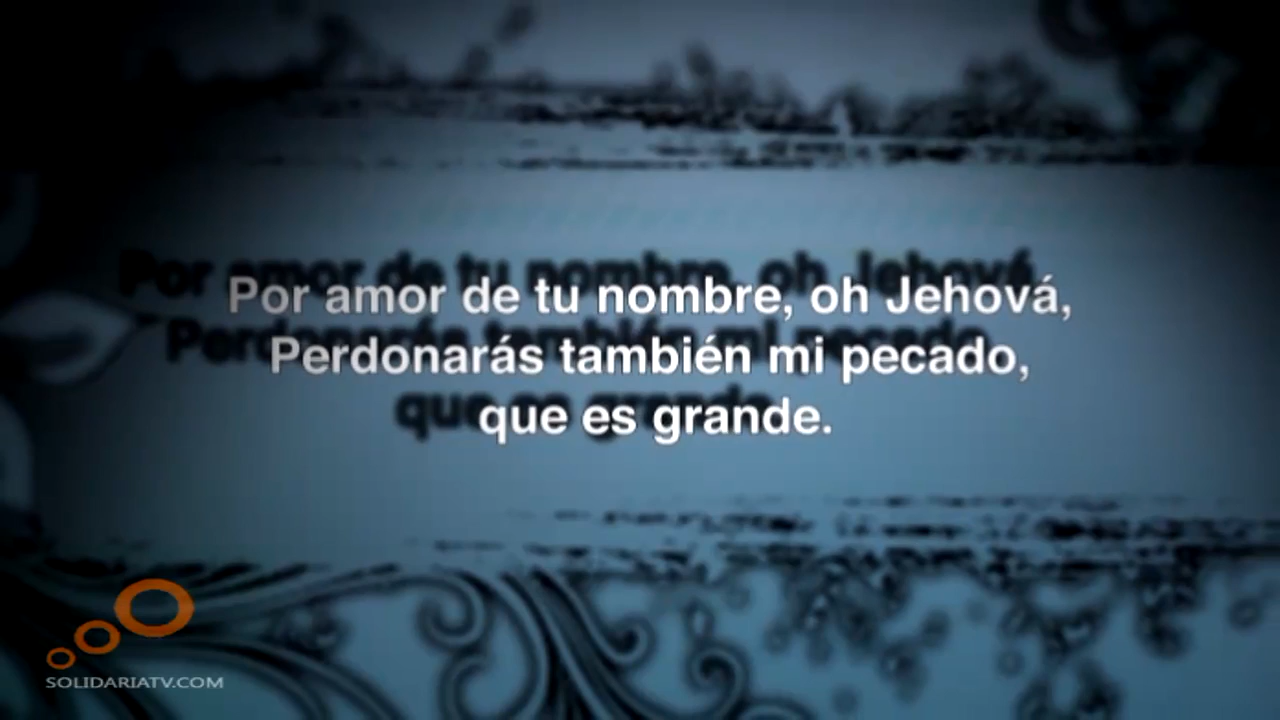 Por amor de tu nombre, oh Jehová,
Perdonarás también mi pecado,
que es grande.
SOLIDARIATV.COM